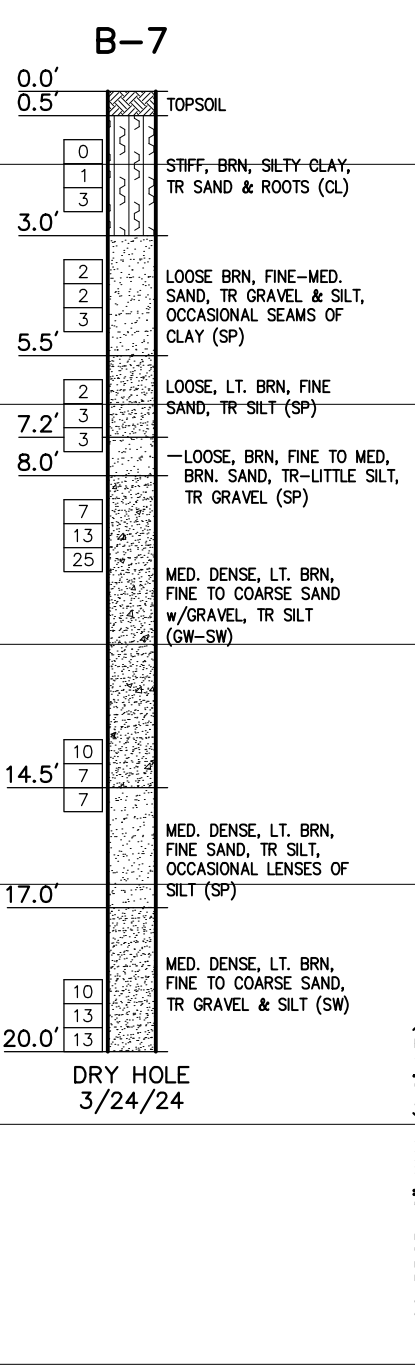 B-7
0.0'
0.5'
TOPSOIL
0
1
3
STIFF, BRN, SILTY CLAY,
TR SAND & ROOTS (CL)
3.0'
2
2
3
LOOSE BRN, FINE-MED.
SAND, TR GRAVEL & SILT,
OCCASIONAL SEAMS OF
CLAY (SP)
5.5'
2
3
3
LOOSE, LT. BRN, FINE
SAND, TR SILT (SP)
7.2'
8.0'
LOOSE, BRN, FINE TO MED,
BRN. SAND, TR-LITTLE SILT,
TR GRAVEL (SP)
7
13
25
MED. DENSE, LT. BRN,
FINE TO COARSE SAND
w/GRAVEL, TR SILT
(GW-SW)
10
7
7
14.5'
MED. DENSE, LT. BRN,
FINE SAND, TR SILT,
OCCASIONAL LENSES OF
SILT (SP)
17.0'
MED. DENSE, LT. BRN,
FINE TO COARSE SAND,
TR GRAVEL & SILT (SW)
10
13
13
20.0'
DRY HOLE
3/24/24